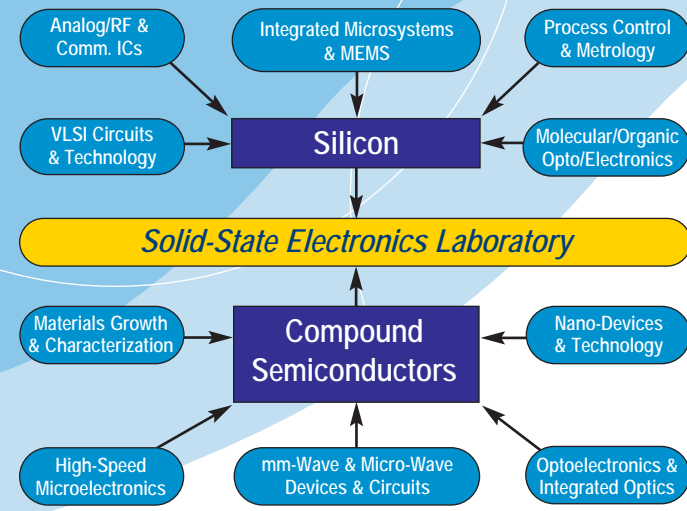 Analog/RF &
Comm. ICs
Integrated Microsystems
& MEMS
Process Control
& Metrology
VLSI Circuits
& Technology
Silicon
Molecular/Organic
Opto/Electronics
Solid-State Electronics Laboratory
Materials Growth
& Characterization
Compound
Semiconductors
Nano-Devices
& Technology
High-Speed
Microelectronics
mm-Wave & Micro-Wave
Devices & Circuits
Optoelectronics &
Integrated Optics